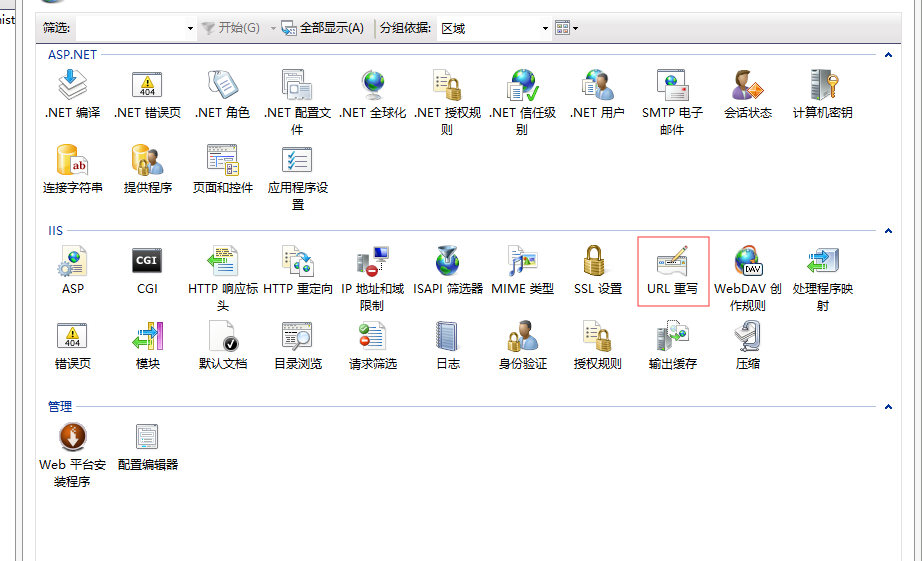 hist
筛选:
开始(G)
全部显示(A)
分组依据:
区域
ASP.NET
404
ab
.NET 编译
.NET 错误页
.NET 角色
.NET 配置文
件
.NET 全球化
.NET 授权规
则
.NET 信任级
别
.NET 用户
SMTP 电子
邮件
会话状态
计算机密钥
连接字符串
提供程序
页面和控件
应用程序设
置
IIS
CGI
DAV
ASP
CGI
HTTP 响应标
头
HTTP 重定向
IP 地址和域
限制
ISAPI 筛选器
MIME 类型
SSL 设置
URL 重写
WebDAV 创
作规则
处理程序映
射
404
错误页
模块
默认文档
目录浏览
请求筛选
日志
身份验证
授权规则
输出缓存
压缩
管理
Web 平台安
装程序
配置编辑器